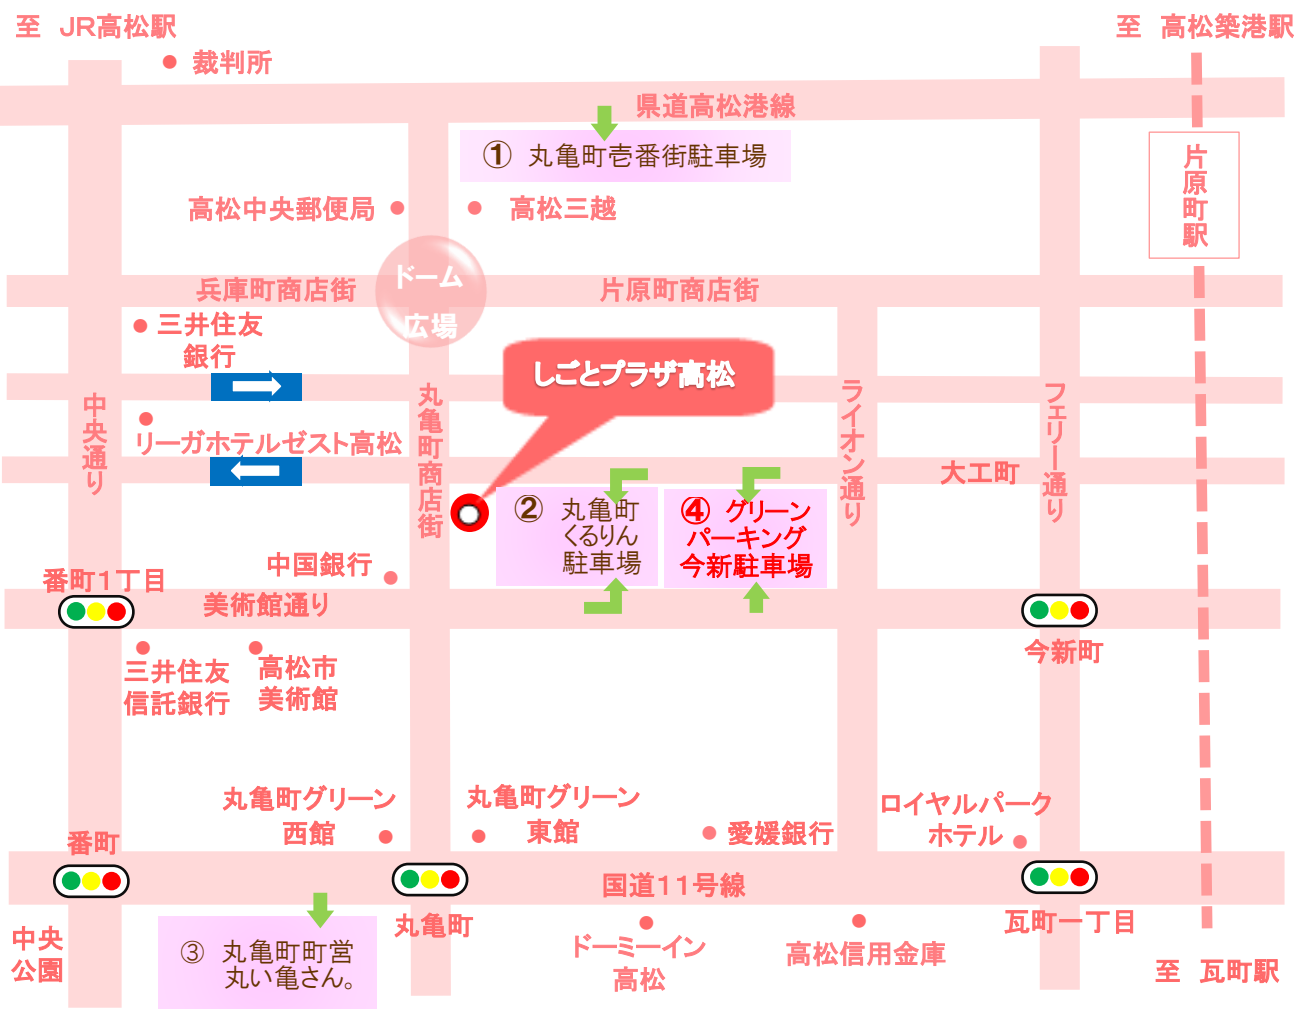 至　JR高松駅
至　高松築港駅
裁判所
県道高松港線
① 丸亀町壱番街駐車場
片原町駅
高松中央郵便局
高松三越
ドーム
広場
兵庫町商店街
片原町商店街
三井住友
銀行
しごとプラザ高松
丸亀町商店街
中央通り
ライオン通り
フェリー通り
リーガホテルゼスト高松
大工町
② 丸亀町
くるりん
駐車場
④ グリーン
パーキング
今新駐車場
中国銀行
番町1丁目
美術館通り
今新町
三井住友
信託銀行
高松市
美術館
丸亀町グリーン
西館
丸亀町グリーン
東館
愛媛銀行
ロイヤルパーク
ホテル
番町
国道11号線
丸亀町
瓦町一丁目
中央
公園
③ 丸亀町町営
丸い亀さん。
ドーミーイン
高松
高松信用金庫
至　瓦町駅